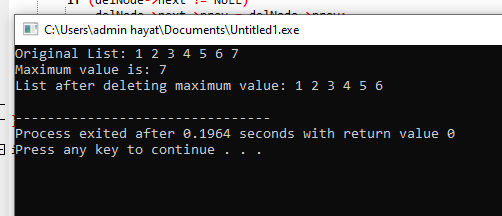 if (delNode->next != NULL)
delNode->next->prev = delNode->prev;
C:\Users\admin hayat\Documents\Untitled1.exe
Original List: 1 2 3 4 5 6 7
Maximum value is: 7
List after deleting maximum value: 1 2 3 4 5 6
--------------------------------
Process exited after 0.1964 seconds with return value 0
Press any key to continue . . .